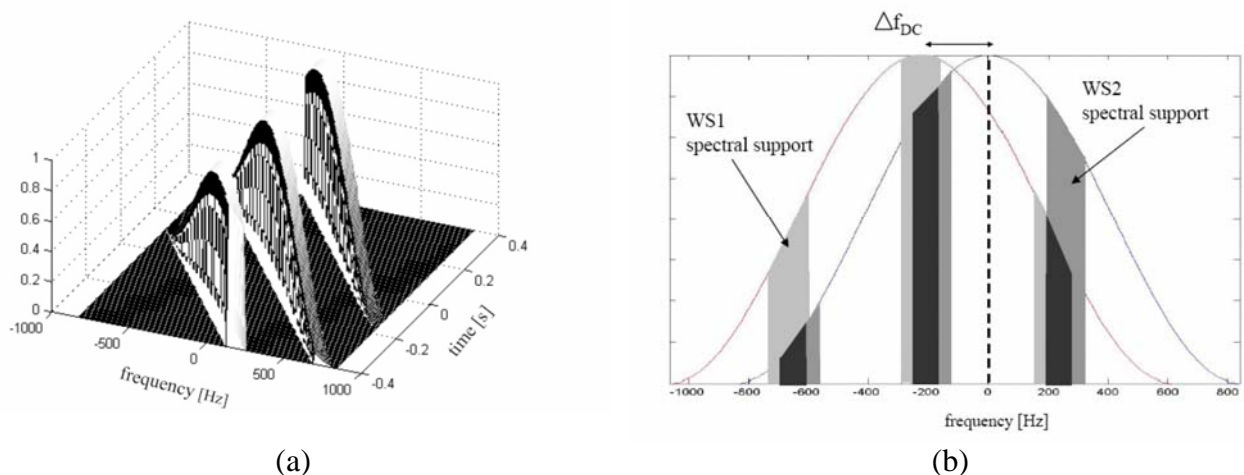 1
0.8
0.6
0.4
0.2
0
-1000
-500
0
500
1000
frequency [Hz]
-0.4
-0.2
0
0.2
0.4
time [s]
(a)
△fDC
WS1
spectral support
WS2
spectral support
-1000
-800
-600
-400
-200
0
200
400
600
800
frequency [Hz]
(b)